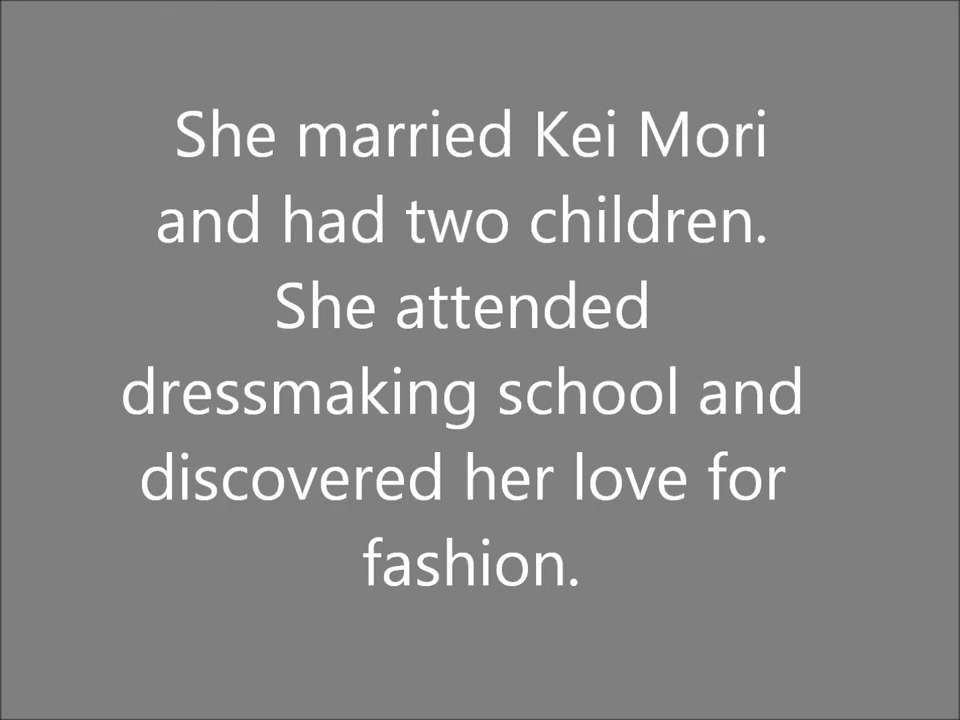 She married Kei Mori
and had two children.
She attended
dressmaking school and
discovered her love for
fashion.